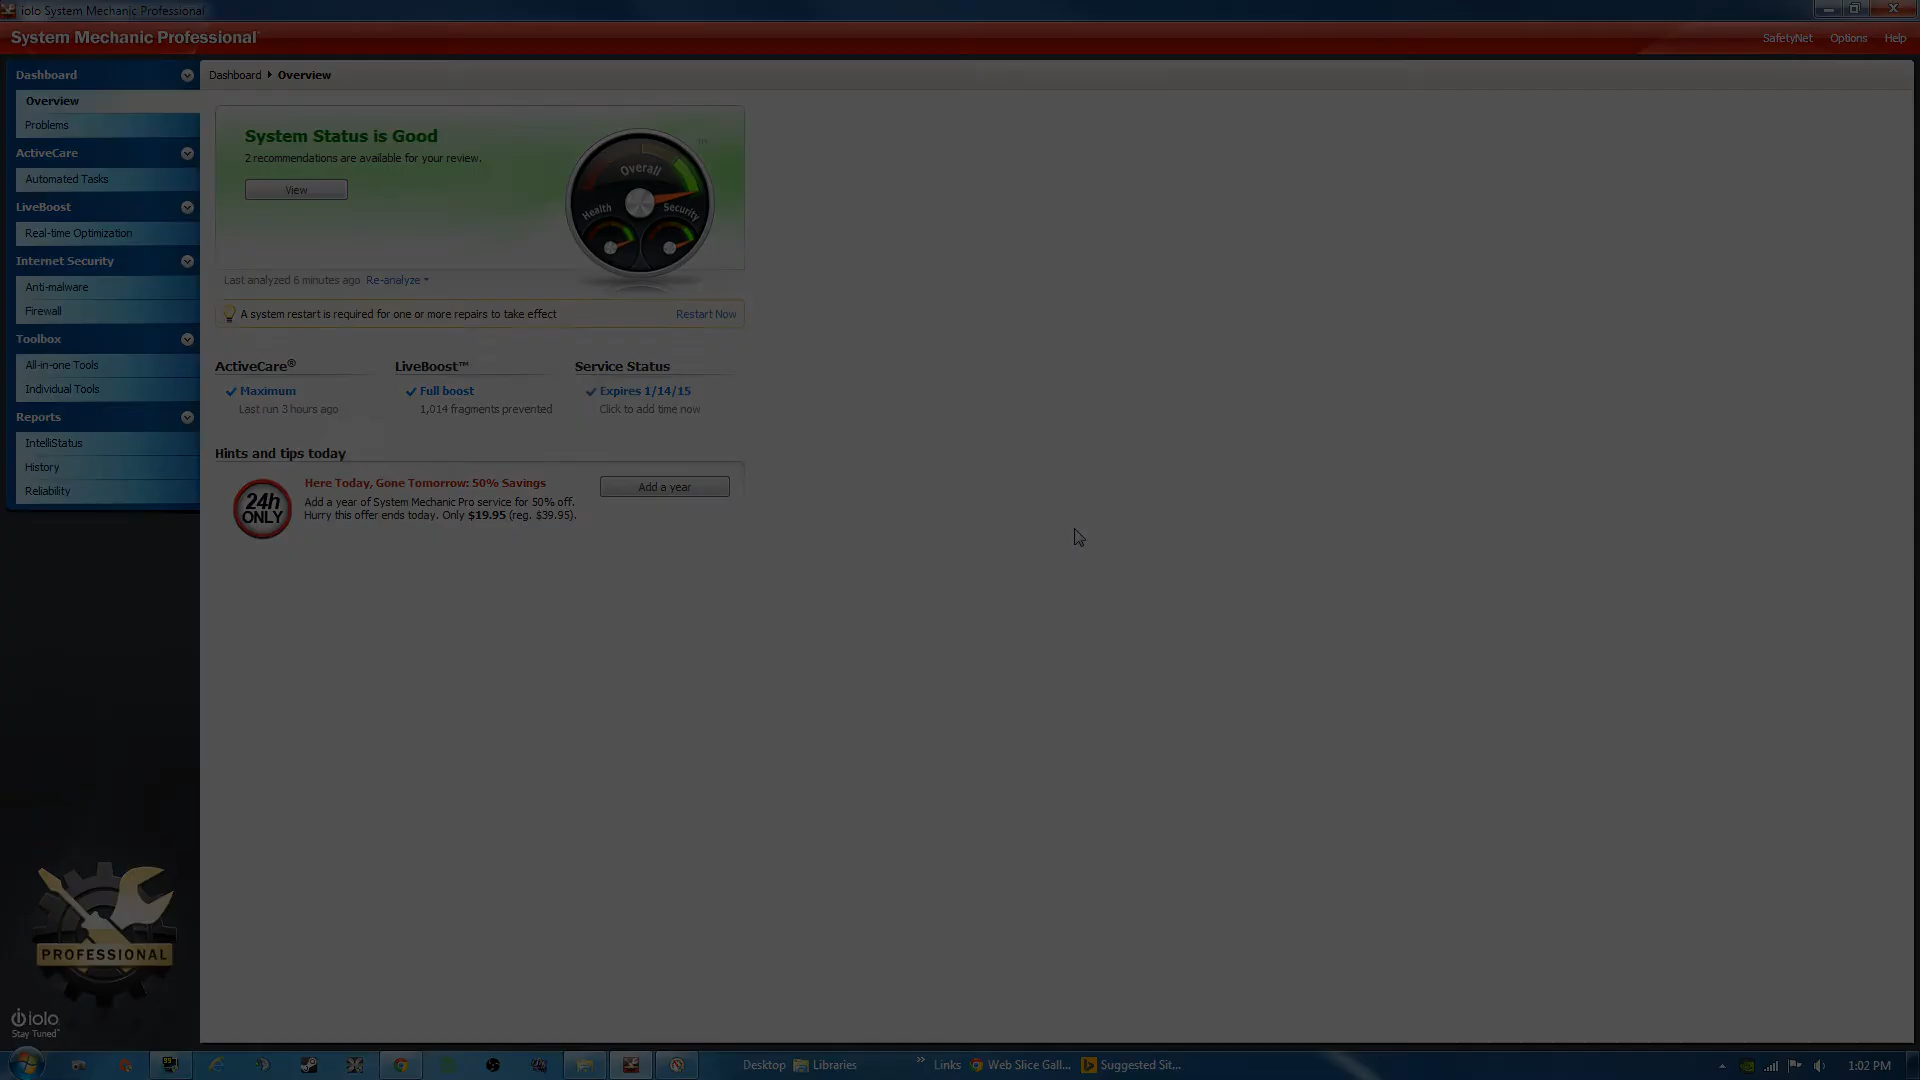 iolo System Mechanic Professional
System Mechanic Professional
SafetyNet Options Help
Dashboard
Overview
Problems
ActiveCare
Automated Tasks
LiveBoost
Real-time Optimization
Internet Security
Anti-malware
Firewall
Toolbox
All-in-one Tools
Individual Tools
Reports
IntelliStatus
History
Reliability
PROFESSIONAL
iolo
Stay Tuned™
Dashboard Overview
System Status is Good
2 recommendations are available for your review.
View
TM
Overall
Health Security
Last analyzed 6 minutes ago Re-analyze
A system restart is required for one or more repairs to take effect Restart Now
ActiveCare® LiveBoost™ Service Status
Maximum Full boost Expires 1/14/15
Last run 3 hours ago 1,014 fragments prevented Click to add time now
Hints and tips today
24h
ONLY
Here Today, Gone Tomorrow: 50% Savings
Add a year of System Mechanic Pro service for 50% off.
Hurry this offer ends today. Only $19.95 (reg. $39.95).
Add a year
Desktop Libraries » Links Web Slice Gall... Suggested Sit... 1:02 PM